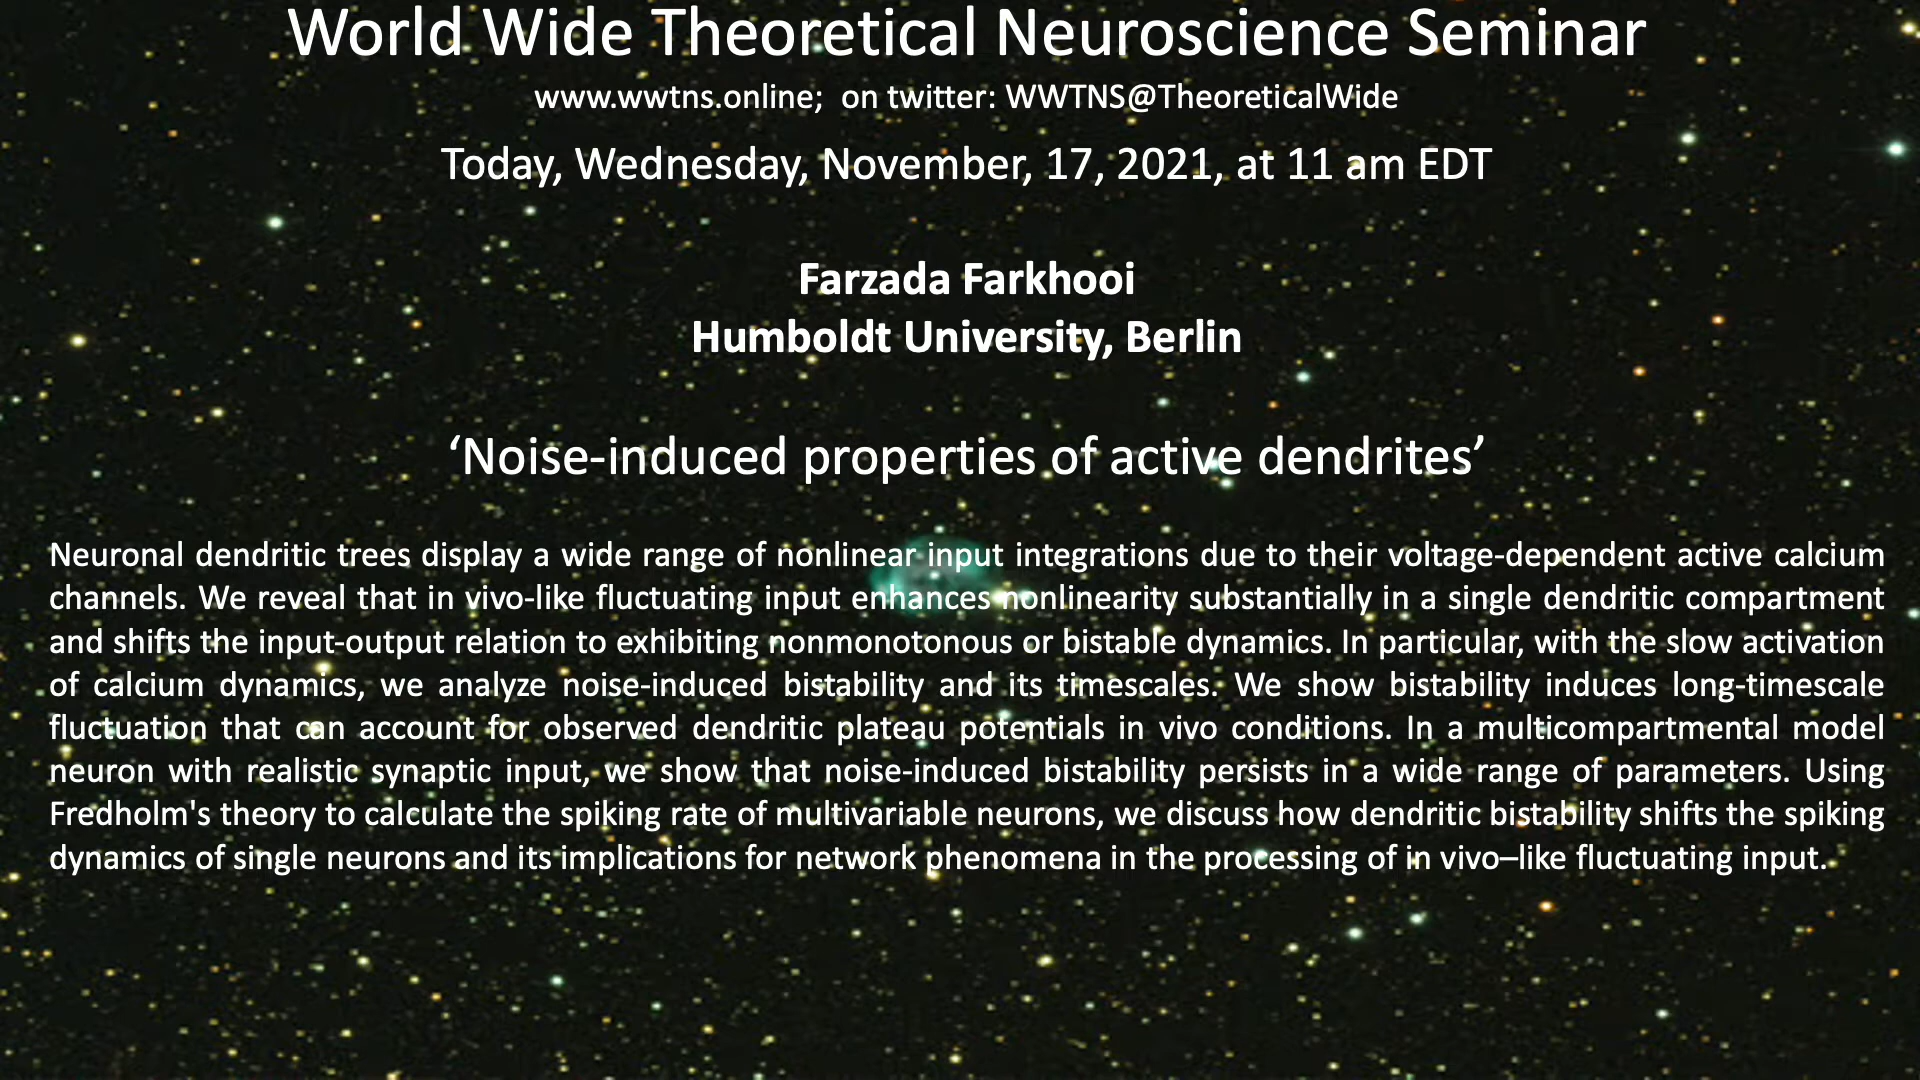 World Wide Theoretical Neuroscience Seminar
www.wwtns.online;  on twitter: WWTNS@TheoreticalWide
Today, Wednesday, November, 17, 2021, at 11 am EDT
Farzada Farkhooi
Humboldt University, Berlin
‘Noise-induced properties of active dendrites’
Neuronal dendritic trees display a wide range of nonlinear input integrations due to their voltage-dependent active calcium
channels. We reveal that in vivo-like fluctuating input enhances nonlinearity substantially in a single dendritic compartment
and shifts the input-output relation to exhibiting nonmonotonous or bistable dynamics. In particular, with the slow activation
of calcium dynamics, we analyze noise-induced bistability and its timescales. We show bistability induces long-timescale
fluctuation that can account for observed dendritic plateau potentials in vivo conditions. In a multicompartmental model
neuron with realistic synaptic input, we show that noise-induced bistability persists in a wide range of parameters. Using
Fredholm's theory to calculate the spiking rate of multivariable neurons, we discuss how dendritic bistability shifts the spiking
dynamics of single neurons and its implications for network phenomena in the processing of in vivo–like fluctuating input.